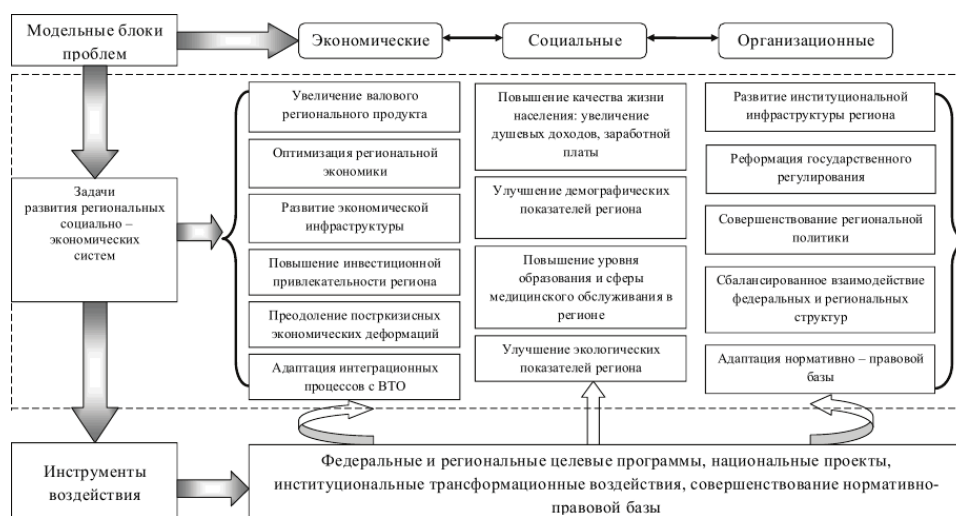 Модельные блоки
проблем
Экономические
Социальные
Организационные
Задачи
развития региональных
социально –
экономических
систем
Увеличение валового
регионального продукта
Оптимизация региональной
экономики
Развитие экономической
инфраструктуры
Повышение инвестиционной
привлекательности региона
Преодоление посткризисных
экономических деформаций
Адаптация интеграционных
процессов с ВТО
Повышение качества жизни
населения: увеличение
душевых доходов, заработной
платы
Улучшение демографических
показателей региона
Повышение уровня
образования и сферы
медицинского обслуживания в
регионе
Улучшение экологических
показателей региона
Развитие институциональной
инфраструктуры региона
Реформация государственного
регулирования
Совершенствование региональной
политики
Сбалансированное взаимодействие
федеральных и региональных
структур
Адаптация нормативно – правовой
базы
Инструменты
воздействия
Федеральные и региональные целевые программы, национальные проекты,
институциональные трансформационные воздействия, совершенствование нормативно-
правовой базы